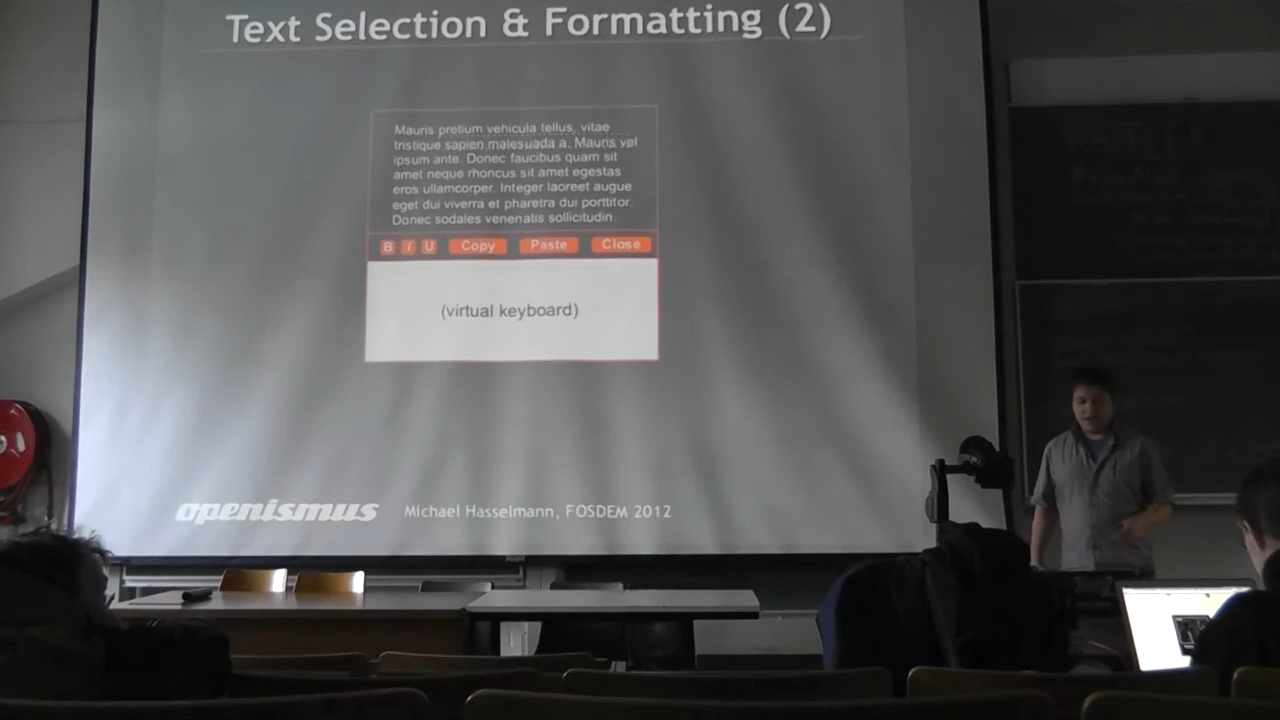 Text Selection & Formatting (2)
Mauris pretium vehicula tellus, vitae
tristique sapien malesuada a. Mauris vel
ipsum ante. Donec faucibus quam sit
amet neque rhoncus sit amet egestas
eros ullamcorper. Integer laoreet augue
eget dui viverra et pharetra dui porttitor.
Donec sodales venenatis sollicitudin.
B I U Copy Paste Close
(virtual keyboard)
openismus Michael Hasselmann, FOSDEM 2012